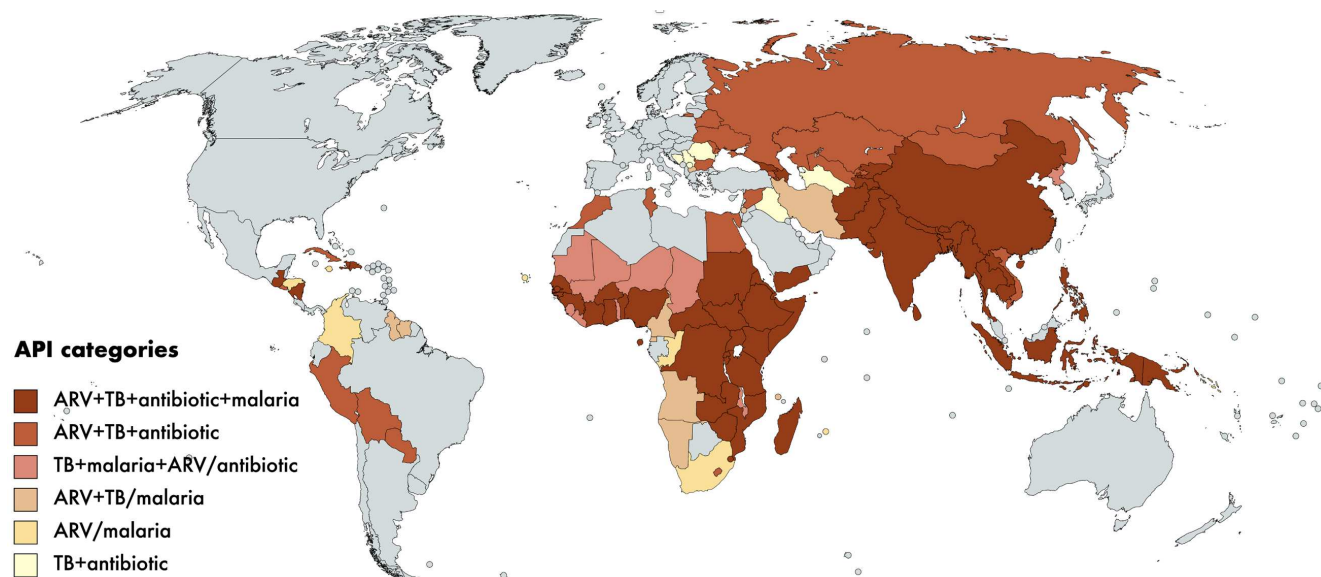 API categories
ARV+TB+antibiotic+malaria
ARV+TB+antibiotic
TB+malaria+ARV/antibiotic
ARV+TB/malaria
ARV/malaria
TB+antibiotic